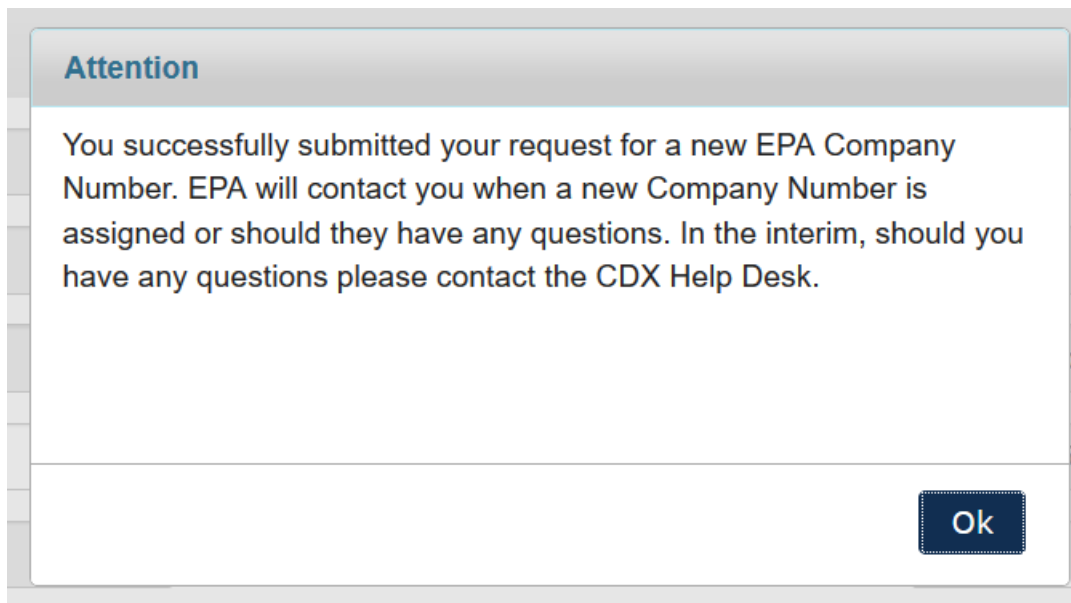 Attention
You successfully submitted your request for a new EPA Company
Number. EPA will contact you when a new Company Number is
assigned or should they have any questions. In the interim, should you
have any questions please contact the CDX Help Desk.
Ok